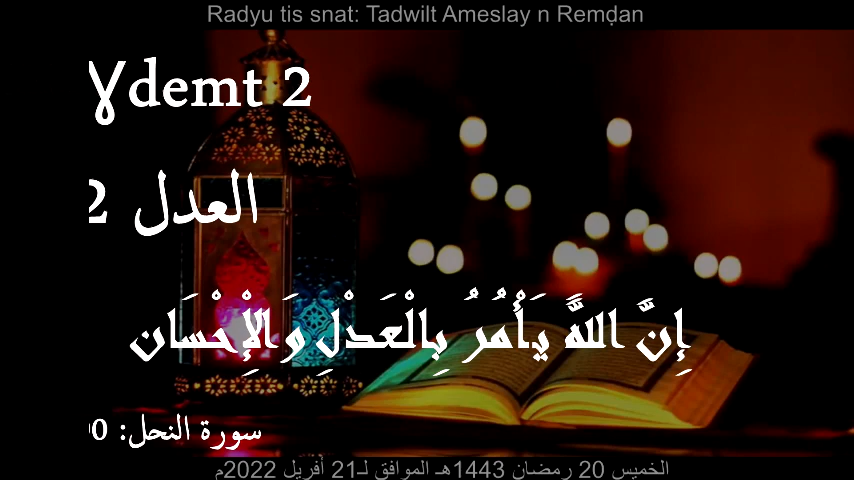 Radyu tis snat: Tadwilt Ameslay n Remḍan
Ɣdemt 2
العدل 2
إِنَّ اللَّهَ يَأْمُرُ بِالْعَدْلِ وَالْإِحْسَان
سورة النحل:
الخميس 20 رمضان 1443هـ الموافق لـ21 أفريل 2022م